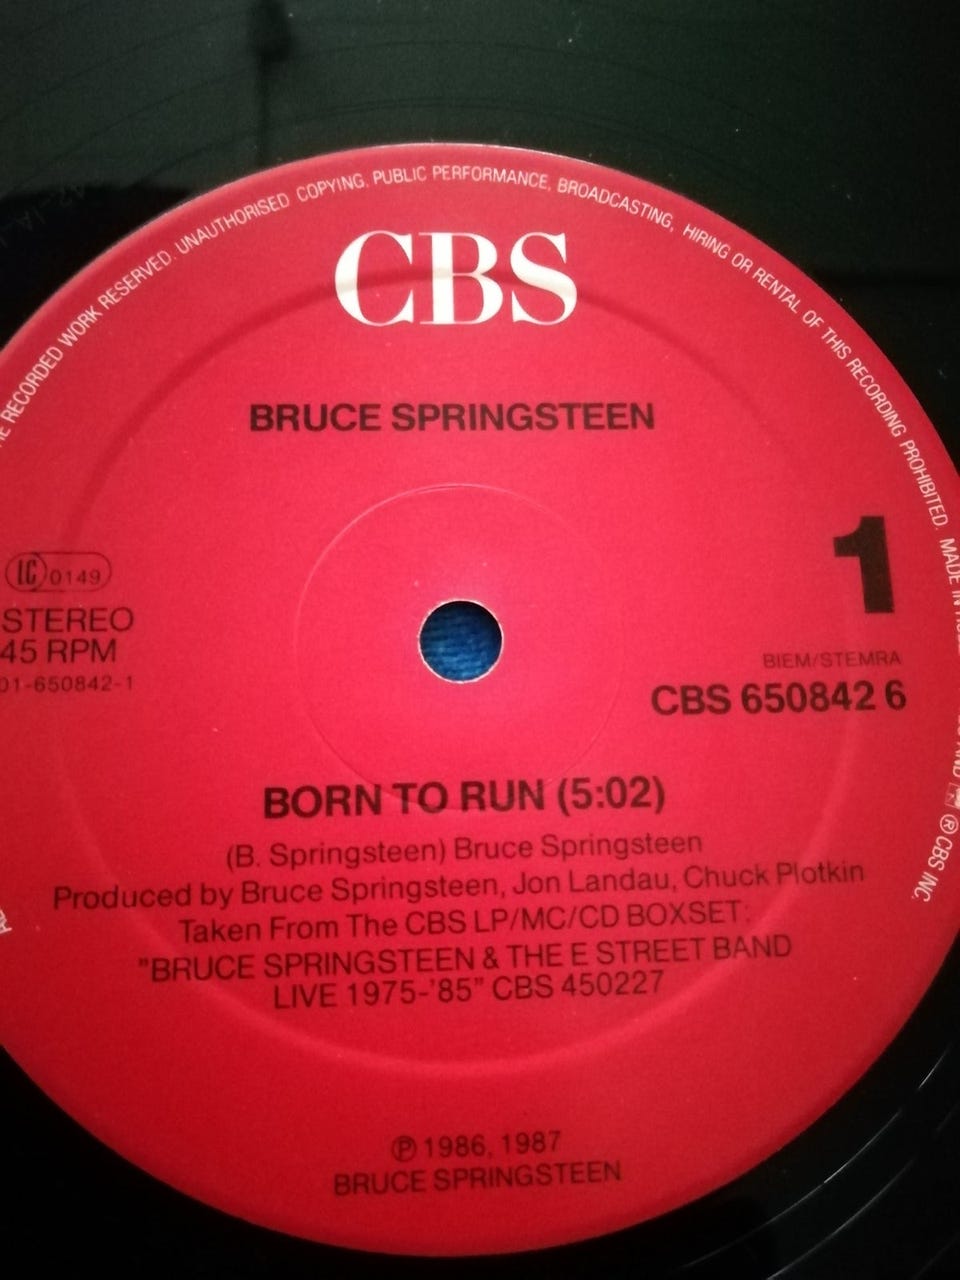 RECORDED WORK RESERVED. UNAUTHORISED COPYING, PUBLIC PERFORMANCE, BROADCASTING, HIRING OR RENTAL OF THIS RECORDING PROHIBITED. MADE IN
CBS
BRUCE SPRINGSTEEN
1
LC 0149
STEREO
45 RPM
01-650842-1
BIEM/STEMRA
CBS 650842 6
BORN TO RUN (5:02)
(B. Springsteen) Bruce Springsteen
Produced by Bruce Springsteen, Jon Landau, Chuck Plotkin
Taken From The CBS LP/MC/CD BOXSET:
"BRUCE SPRINGSTEEN & THE E STREET BAND
LIVE 1975-'85" CBS 450227
℗ 1986, 1987
BRUCE SPRINGSTEEN
® CBS INC.